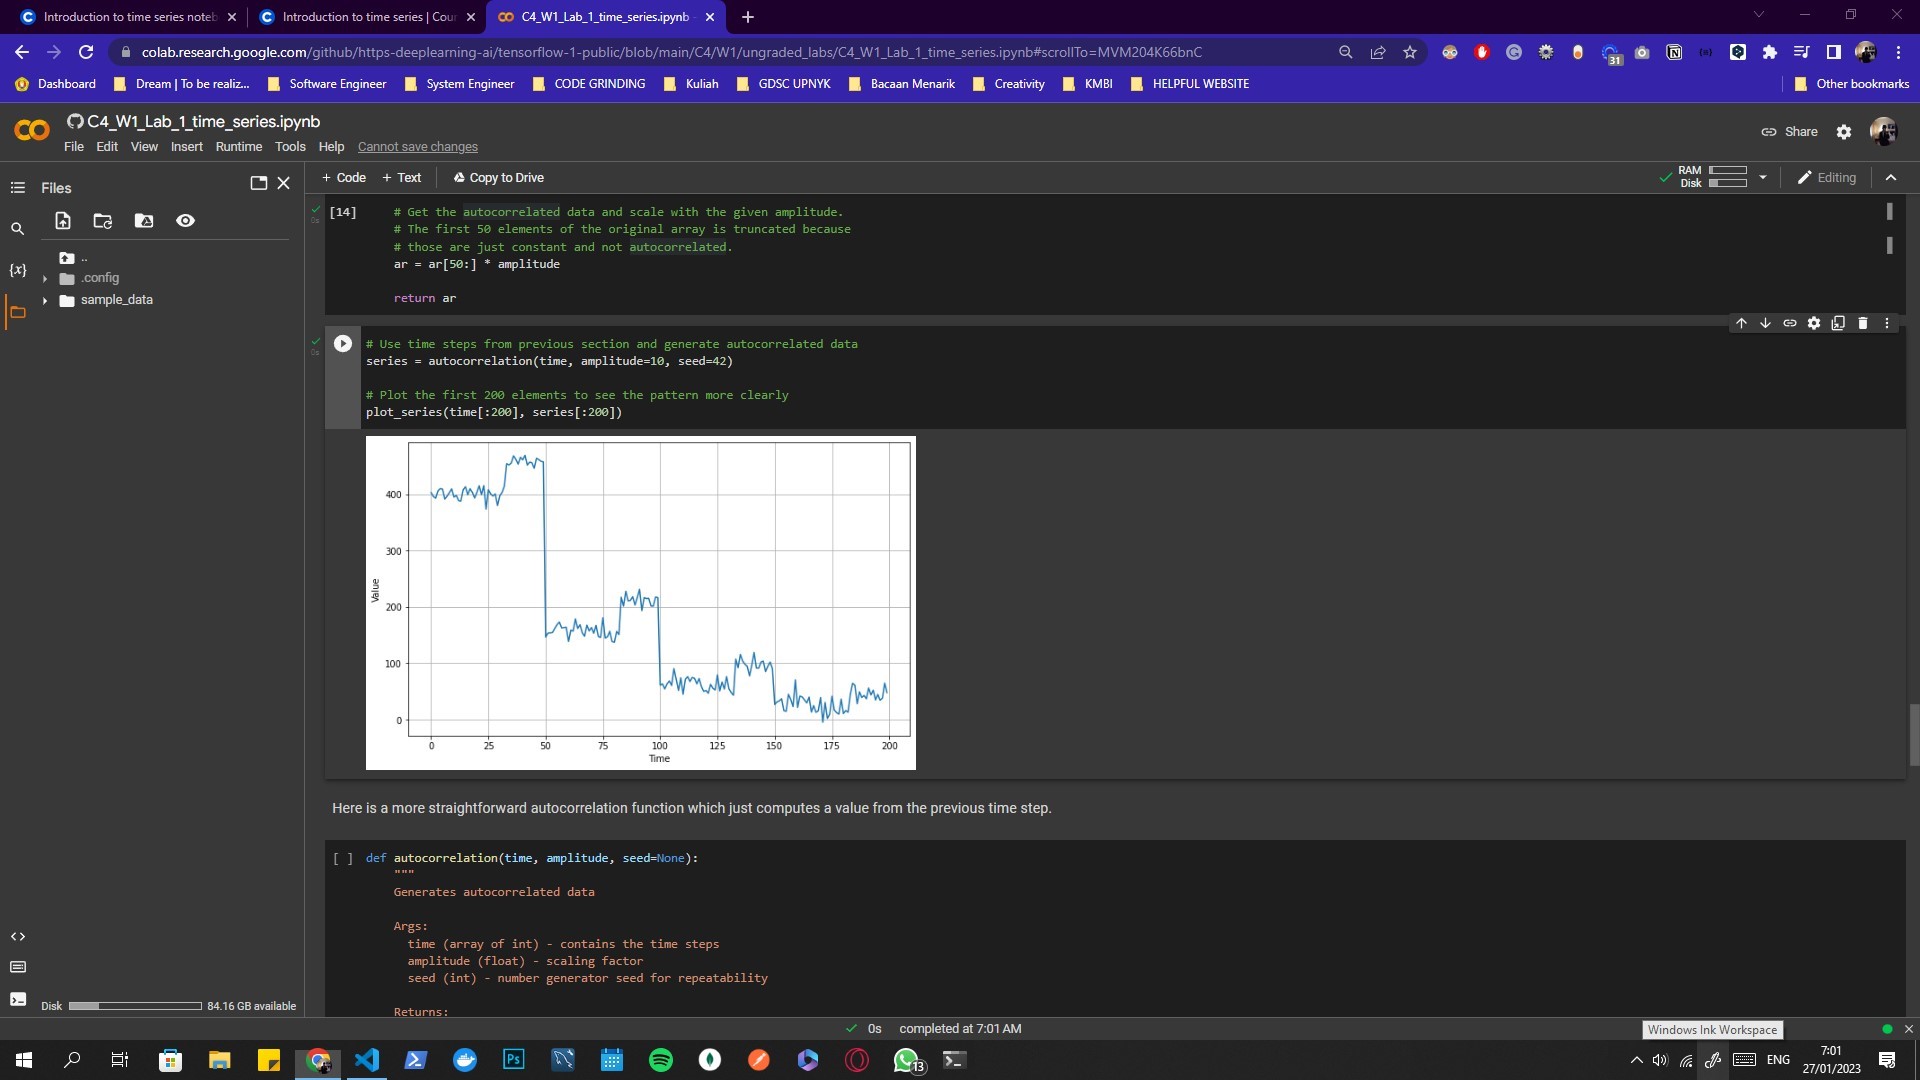 Introduction to time series noteb
Introduction to time series | Cour
C4_W1_Lab_1_time_series.ipynb
colab.research.google.com/github/https-deeplearning-ai/tensorflow-1-public/blob/main/C4/W1/ungraded_labs/C4_W1_Lab_1_time_series.ipynb#scrollTo=MVM204K66bnC
31
Dashboard
Dream | To be realiz...
Software Engineer
System Engineer
CODE GRINDING
Kuliah
GDSC UPNYK
Bacaan Menarik
Creativity
KMBI
HELPFUL WEBSITE
Other bookmarks
C4_W1_Lab_1_time_series.ipynb
File Edit View Insert Runtime Tools Help Cannot save changes
Share
Files
+ Code + Text Copy to Drive
RAM
Disk
Editing
..
.config
sample_data
{x}
[14]
# Get the autocorrelated data and scale with the given amplitude.
# The first 50 elements of the original array is truncated because
# those are just constant and not autocorrelated.
ar = ar[50:] * amplitude
return ar
0s
0s
# Use time steps from previous section and generate autocorrelated data
series = autocorrelation(time, amplitude=10, seed=42)
# Plot the first 200 elements to see the pattern more clearly
plot_series(time[:200], series[:200])
400
300
200
100
0
Value
0 25 50 75 100 125 150 175 200
Time
Here is a more straightforward autocorrelation function which just computes a value from the previous time step.
[ ]
def autocorrelation(time, amplitude, seed=None):
"""
Generates autocorrelated data
Args:
time (array of int) - contains the time steps
amplitude (float) - scaling factor
seed (int) - number generator seed for repeatability
Returns:
Disk 84.16 GB available
0s completed at 7:01 AM
Windows Ink Workspace
Ps
13
ENG
7:01
27/01/2023